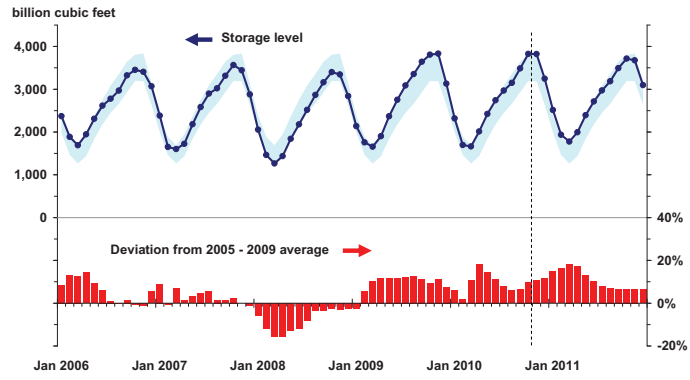 billion cubic feet
Storage level
4,000
3,000
2,000
1,000
0
40%
Deviation from 2005 - 2009 average
20%
0%
-20%
Jan 2006
Jan 2007
Jan 2008
Jan 2009
Jan 2010
Jan 2011